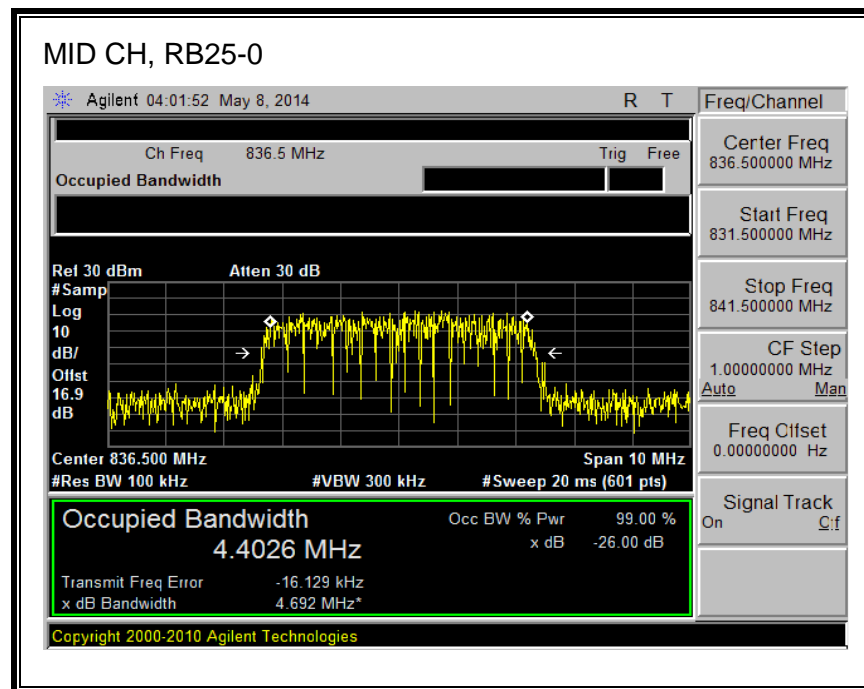 MID CH, RB25-0
Agilent 04:01:52 May 8, 2014 R T
Freq/Channel
Ch Freq 836.5 MHz Trig Free
Occupied Bandwidth
Center Freq
836.500000 MHz
Start Freq
831.500000 MHz
Stop Freq
841.500000 MHz
CF Step
1.00000000 MHz
Auto Man
Freq Offset
0.00000000 Hz
Signal Track
On Off
Ref 30 dBm Atten 30 dB
#Samp
Log
10
dB/
Offst
16.9
dB
Center 836.500 MHz Span 10 MHz
#Res BW 100 kHz #VBW 300 kHz #Sweep 20 ms (601 pts)
Occupied Bandwidth Occ BW % Pwr 99.00 %
4.4026 MHz x dB -26.00 dB
Transmit Freq Error -16.129 kHz
x dB Bandwidth 4.692 MHz*
Copyright 2000-2010 Agilent Technologies